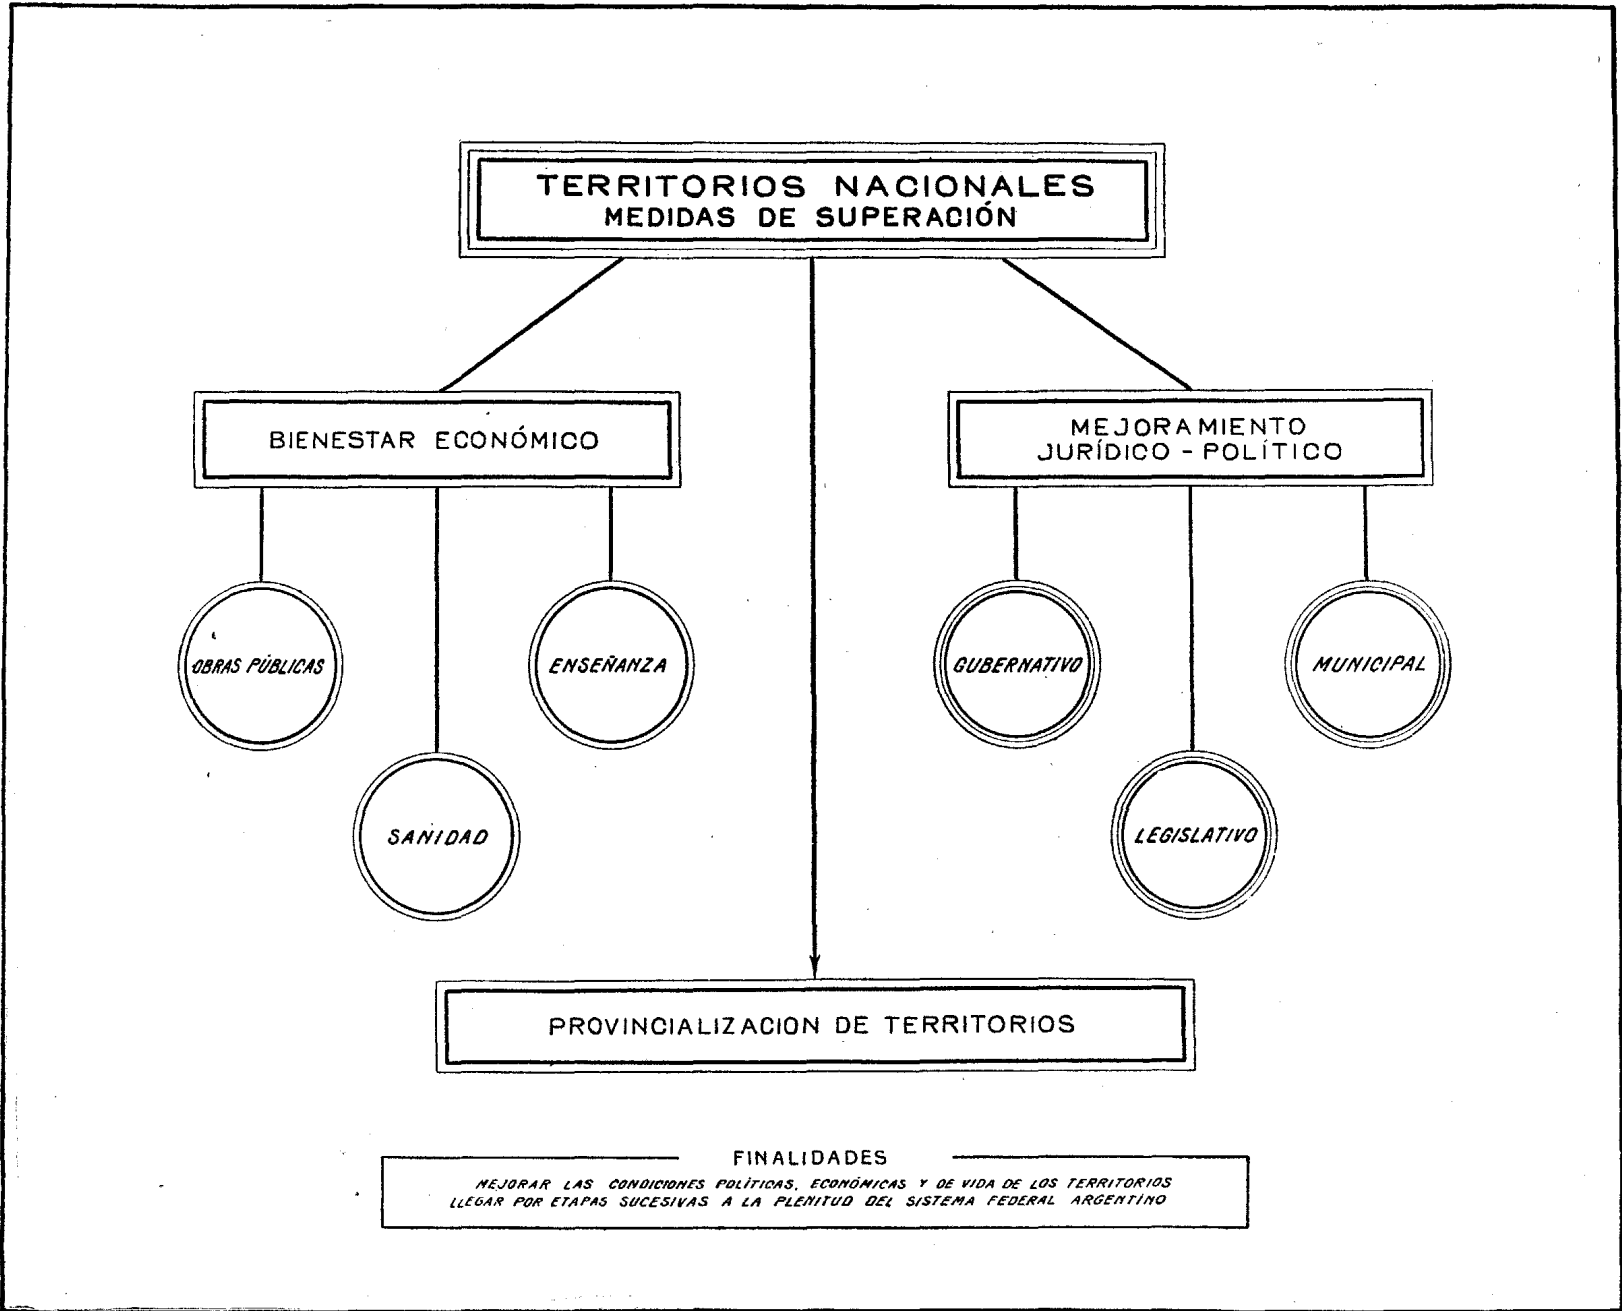 TERRITORIOS NACIONALES
MEDIDAS DE SUPERACIÓN
BIENESTAR ECONÓMICO
MEJORAMIENTO
JURÍDICO - POLÍTICO
OBRAS PÚBLICAS
ENSEÑANZA
GUBERNATIVO
MUNICIPAL
SANIDAD
LEGISLATIVO
PROVINCIALIZACION DE TERRITORIOS
FINALIDADES
MEJORAR LAS CONDICIONES POLÍTICAS, ECONÓMICAS Y DE VIDA DE LOS TERRITORIOS
LLEGAR POR ETAPAS SUCESIVAS A LA PLENITUD DEL SISTEMA FEDERAL ARGENTINO